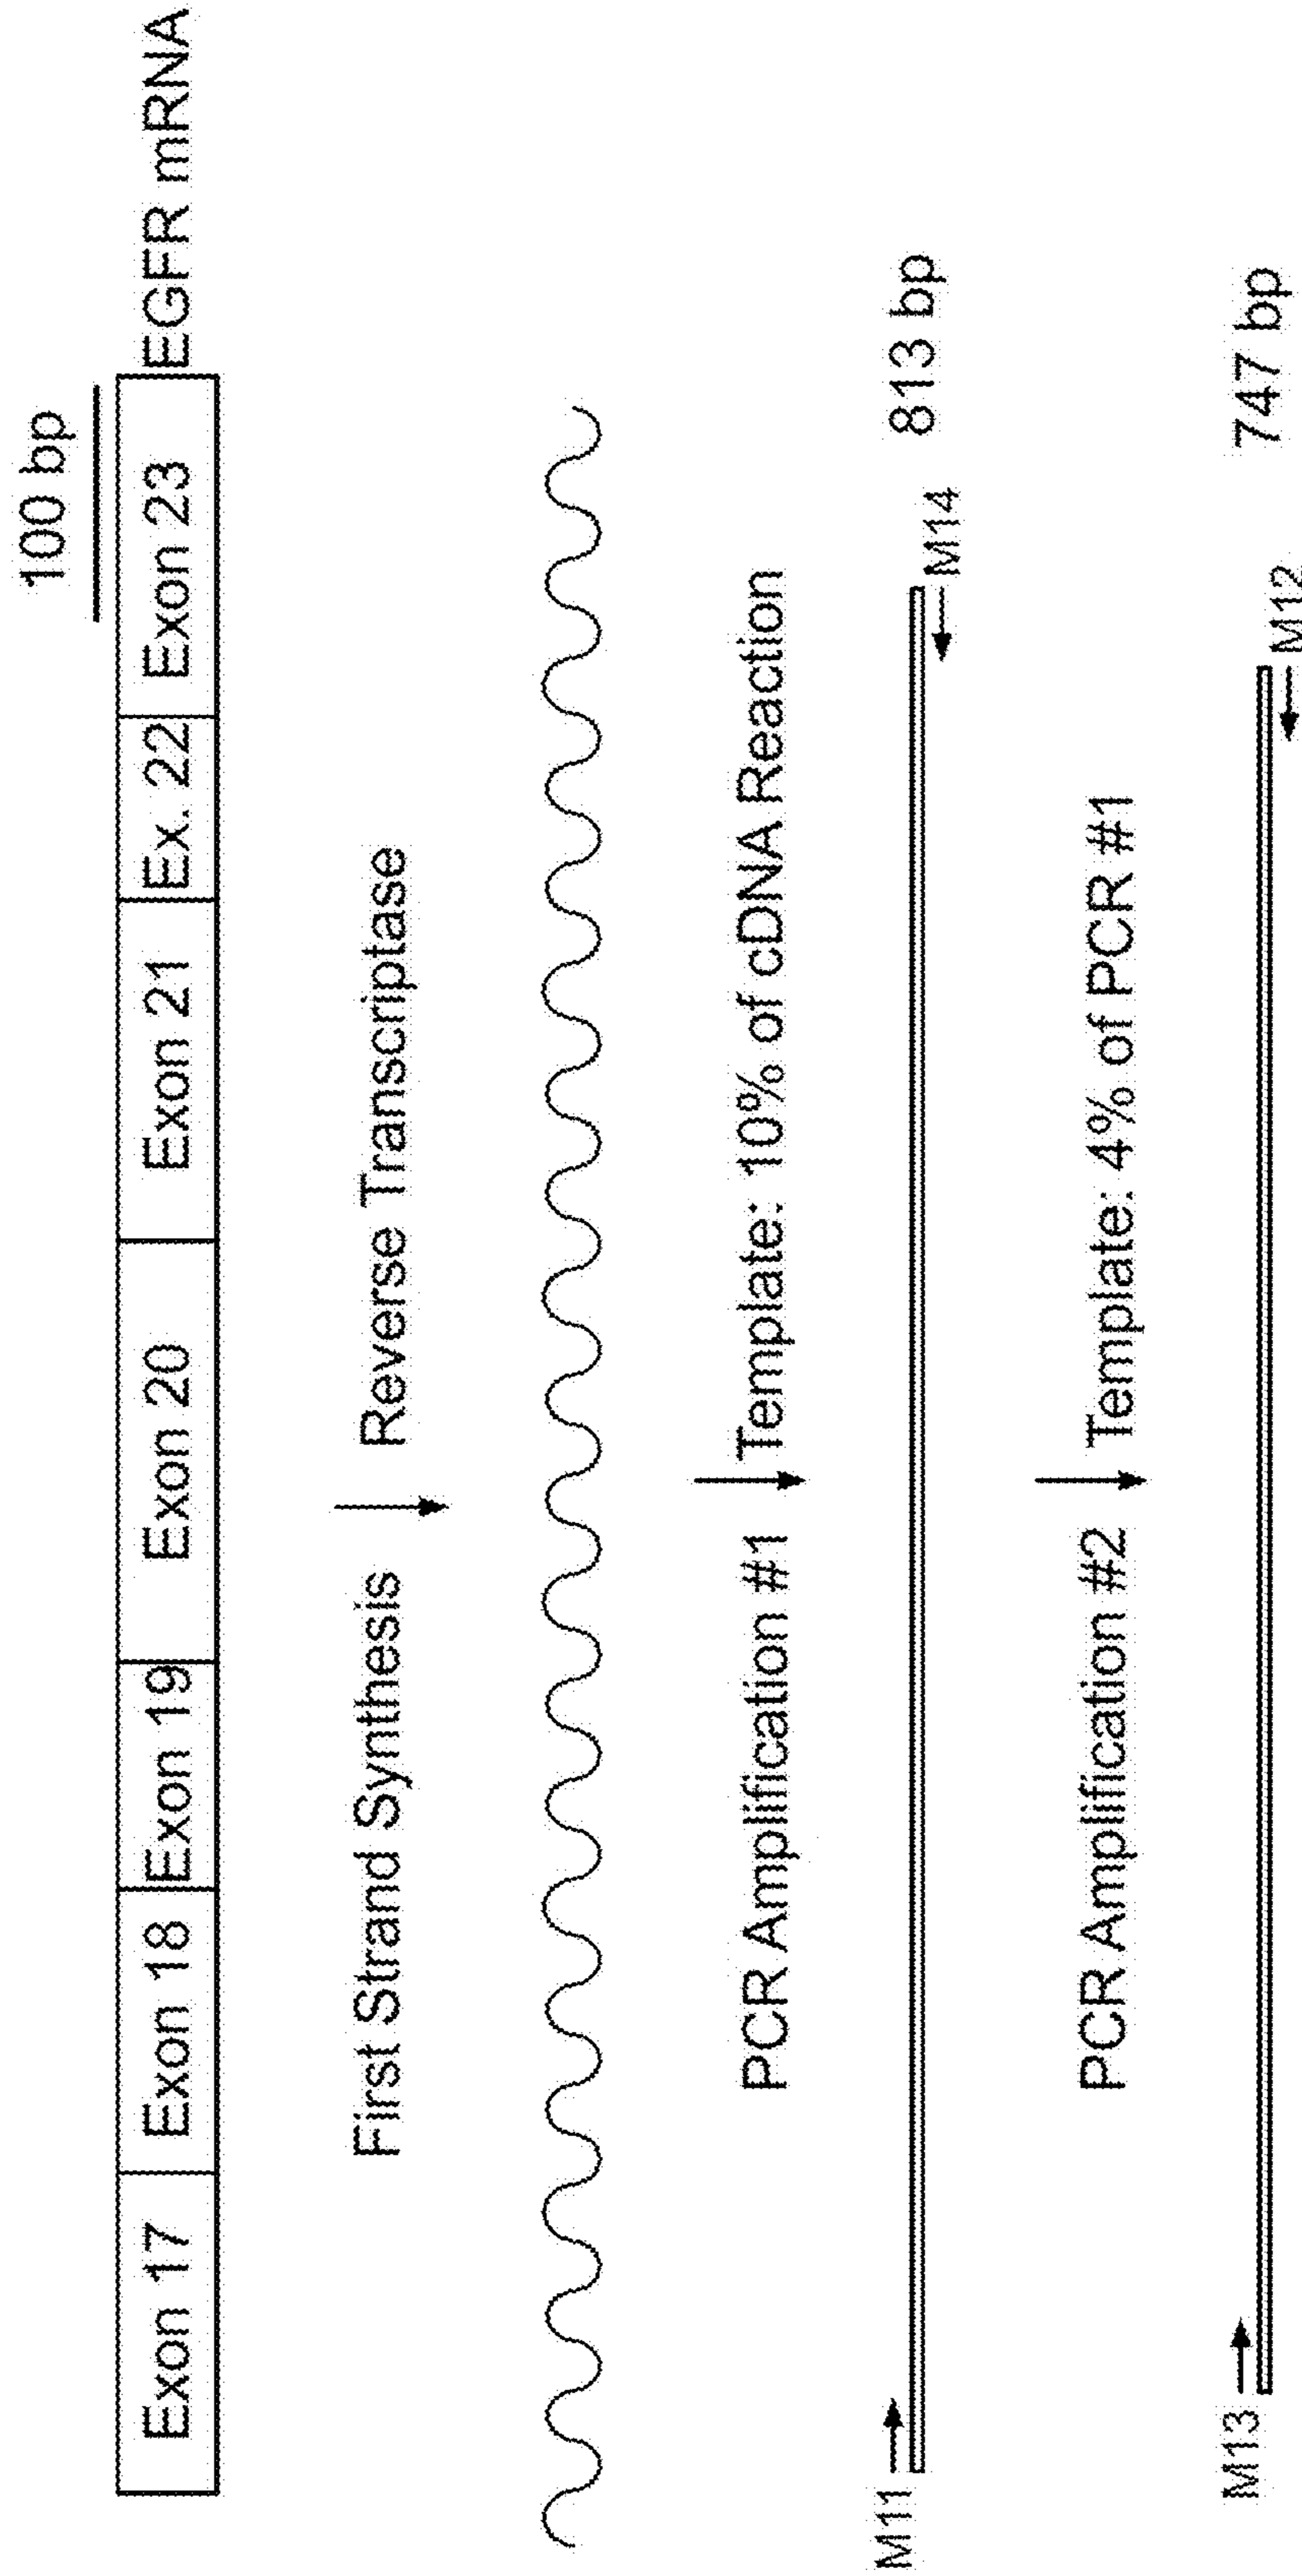 100 bp
Exon 17 Exon 18 Exon 19 Exon 20 Exon 21 Ex. 22 Exon 23 EGFR mRNA
First Strand Synthesis Reverse Transcriptase
PCR Amplification #1 Template: 10% of cDNA Reaction
M11 813 bp
M14
PCR Amplification #2 Template: 4% of PCR #1
M13 747 bp
M12